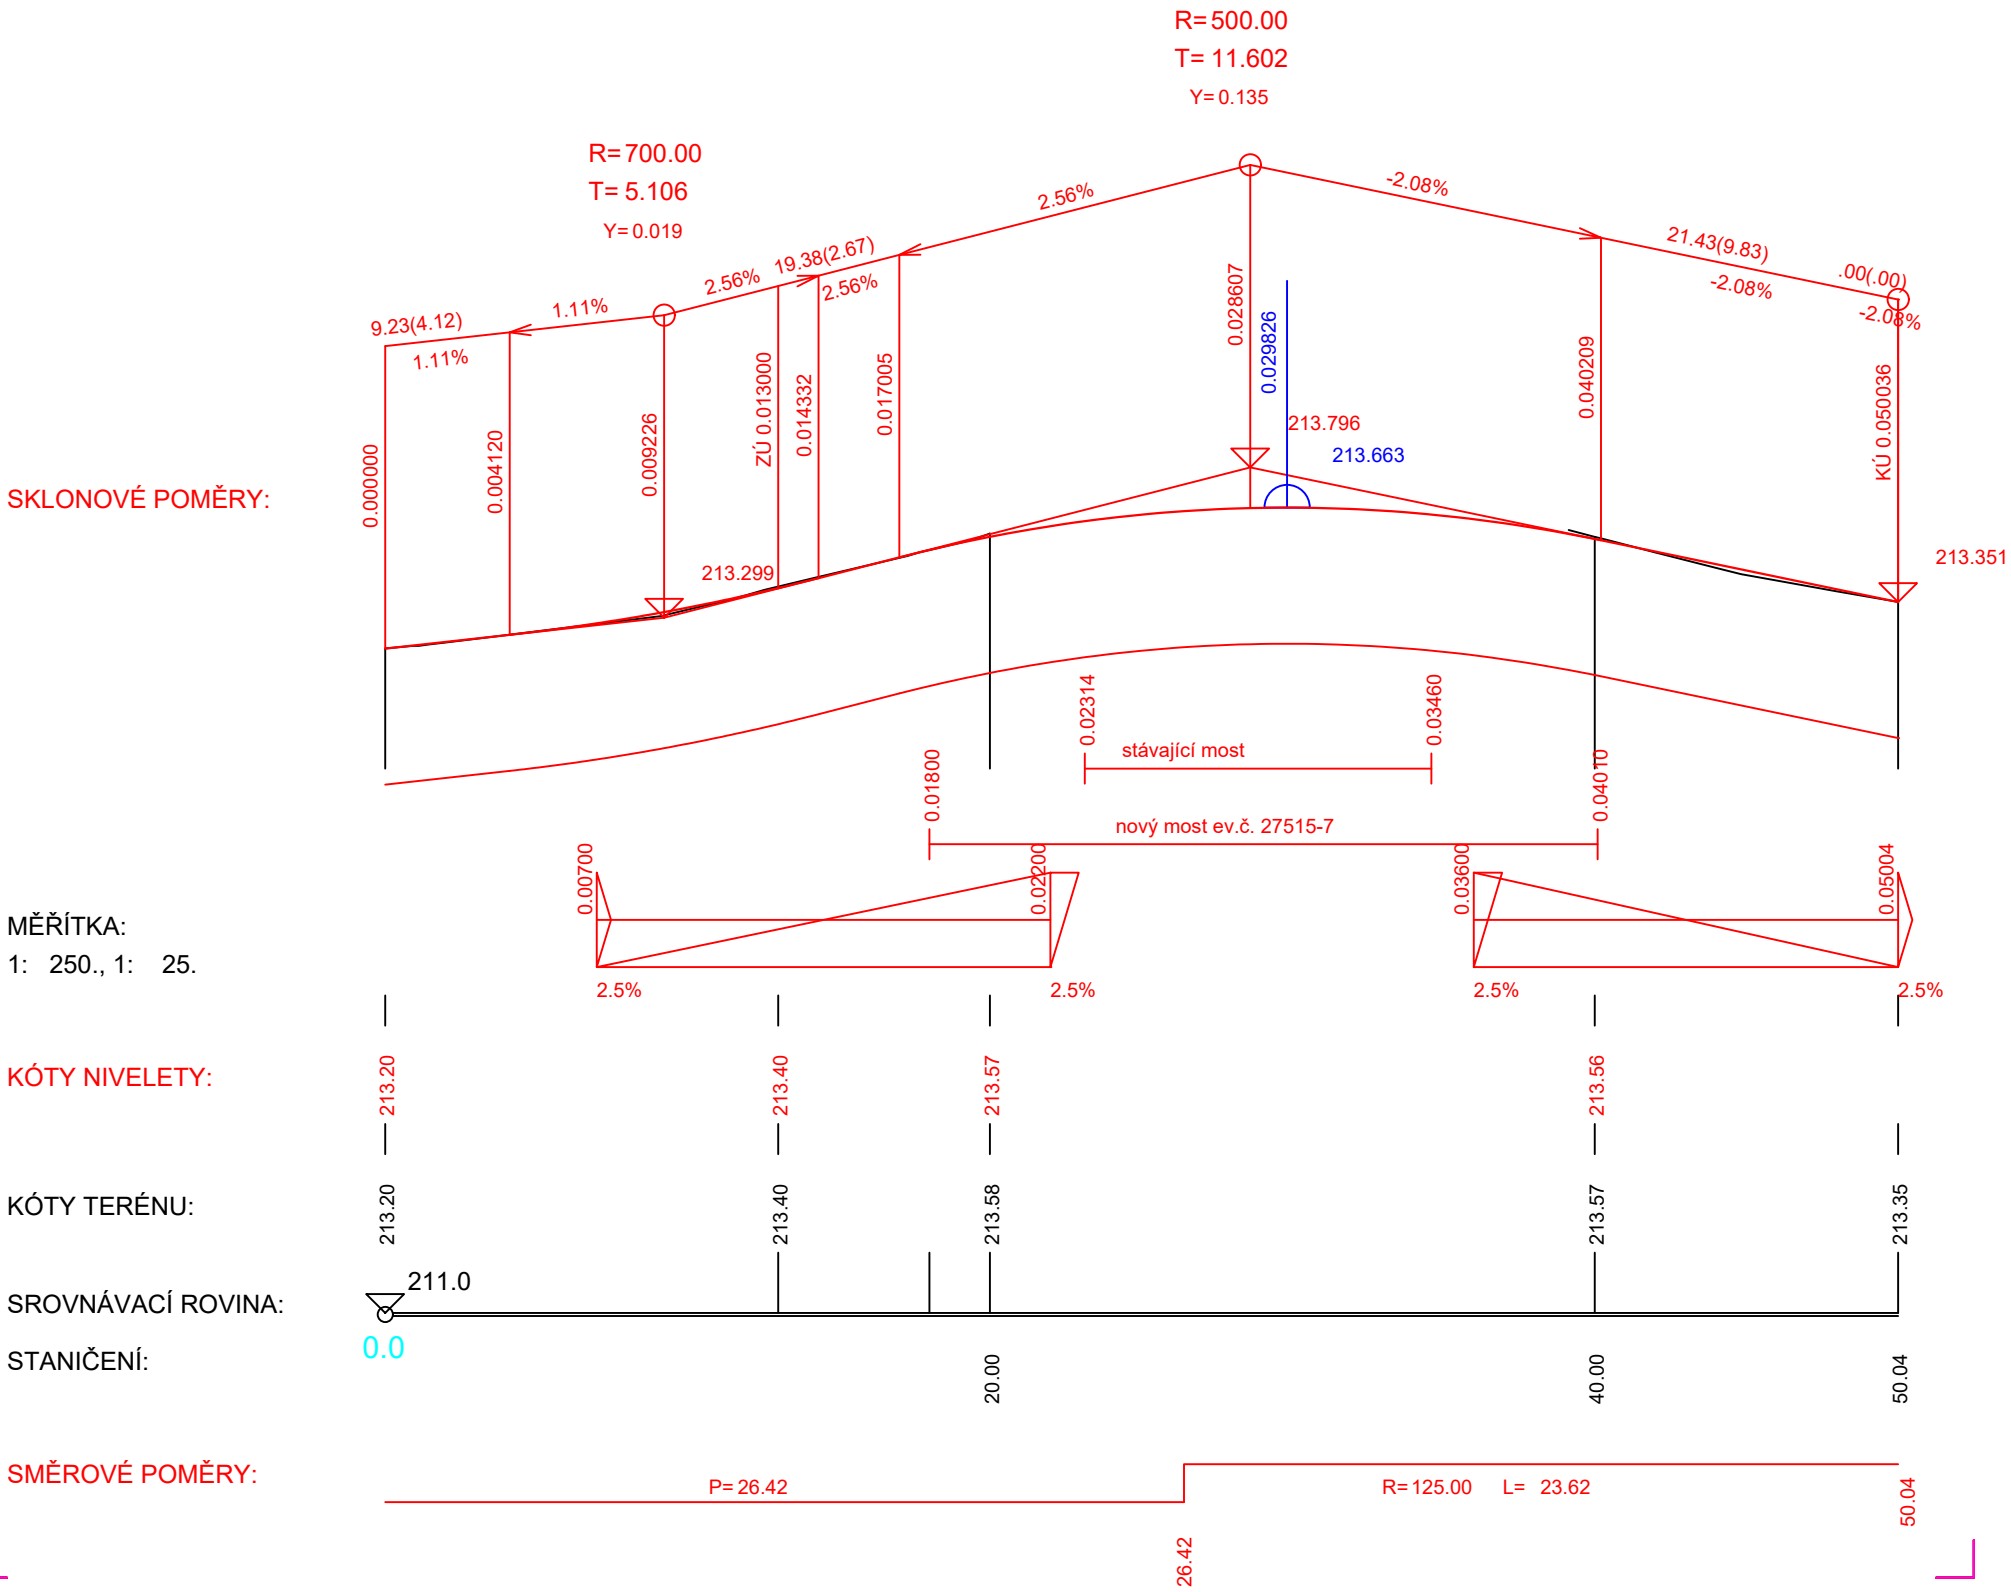 R=500.00
T= 11.602
Y=0.135
R=700.00
T= 5.106
Y=0.019
9.23(4.12)
1.11%
1.11%
2.56%
19.38(2.67)
2.56%
2.56%
-2.08%
21.43(9.83)
-2.08%
.00(.00)
-2.08%
0.000000
0.004120
0.009226
ZÚ 0.013000
0.014332
0.017005
0.028607
0.029826
0.040209
KÚ 0.050036
213.796
213.663
SKLONOVÉ POMĚRY:
213.299
213.351
0.02314
0.03460
stávající most
0.01800
0.04010
nový most ev.č. 27515-7
0.00700
0.02200
0.03600
0.05004
MĚŘÍTKA:
1: 250., 1: 25.
2.5%
2.5%
2.5%
2.5%
KÓTY NIVELETY:
213.20
213.40
213.57
213.56
KÓTY TERÉNU:
213.20
213.40
213.58
213.57
213.35
211.0
SROVNÁVACÍ ROVINA:
0.0
STANIČENÍ:
20.00
40.00
50.04
SMĚROVÉ POMĚRY:
P=26.42
R=125.00 L= 23.62
26.42
50.04